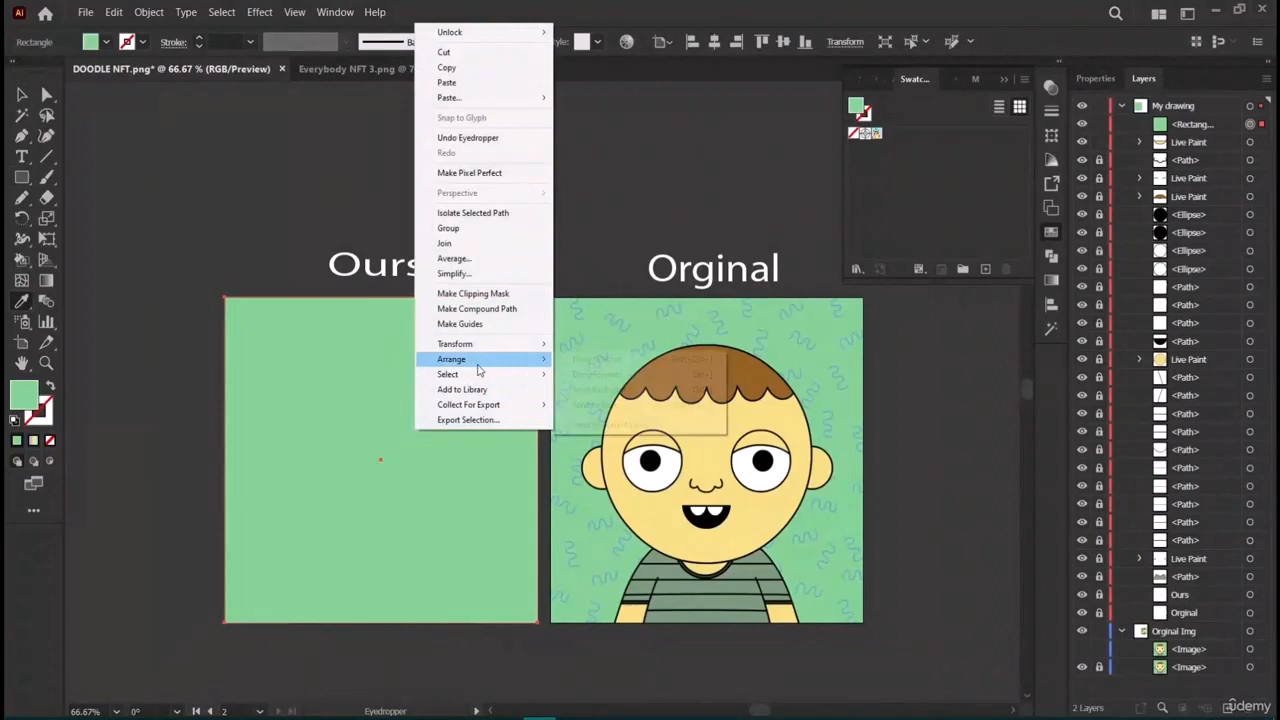 Ai File Edit Object Type Select Effect View Window Help
Rectangle Stroke: Ba style: Transform
DOODLE NFT.png* @ 66.67 % (RGB/Preview) Everybody NFT 3.png @ 7
Unlock
Cut
Copy
Paste
Paste...
Snap to Glyph
Undo Eyedropper
Redo
Make Pixel Perfect
Perspective
Isolate Selected Path
Group
Join
Average...
Simplify...
Make Clipping Mask
Make Compound Path
Make Guides
Transform
Arrange
Select
Add to Library
Collect For Export
Export Selection...
Ours
Orginal
Swatc... M
Properties Layers
My drawing
<Rectang...
Live Paint
<Path>
Live Paint
Live Paint
<Ellipse>
<Ellipse>
<Ellipse>
<Ellipse>
<Path>
<Path>
<Path>
<Path>
Live Paint
<Path>
<Path>
<Path>
<Path>
<Path>
<Path>
<Path>
<Path>
<Path>
<Path>
Live Paint
<Path>
Ours
Orginal
Orginal Img
<Image>
<Image>
66.67% 0° 2 Eyedropper
2 Layers
Udemy